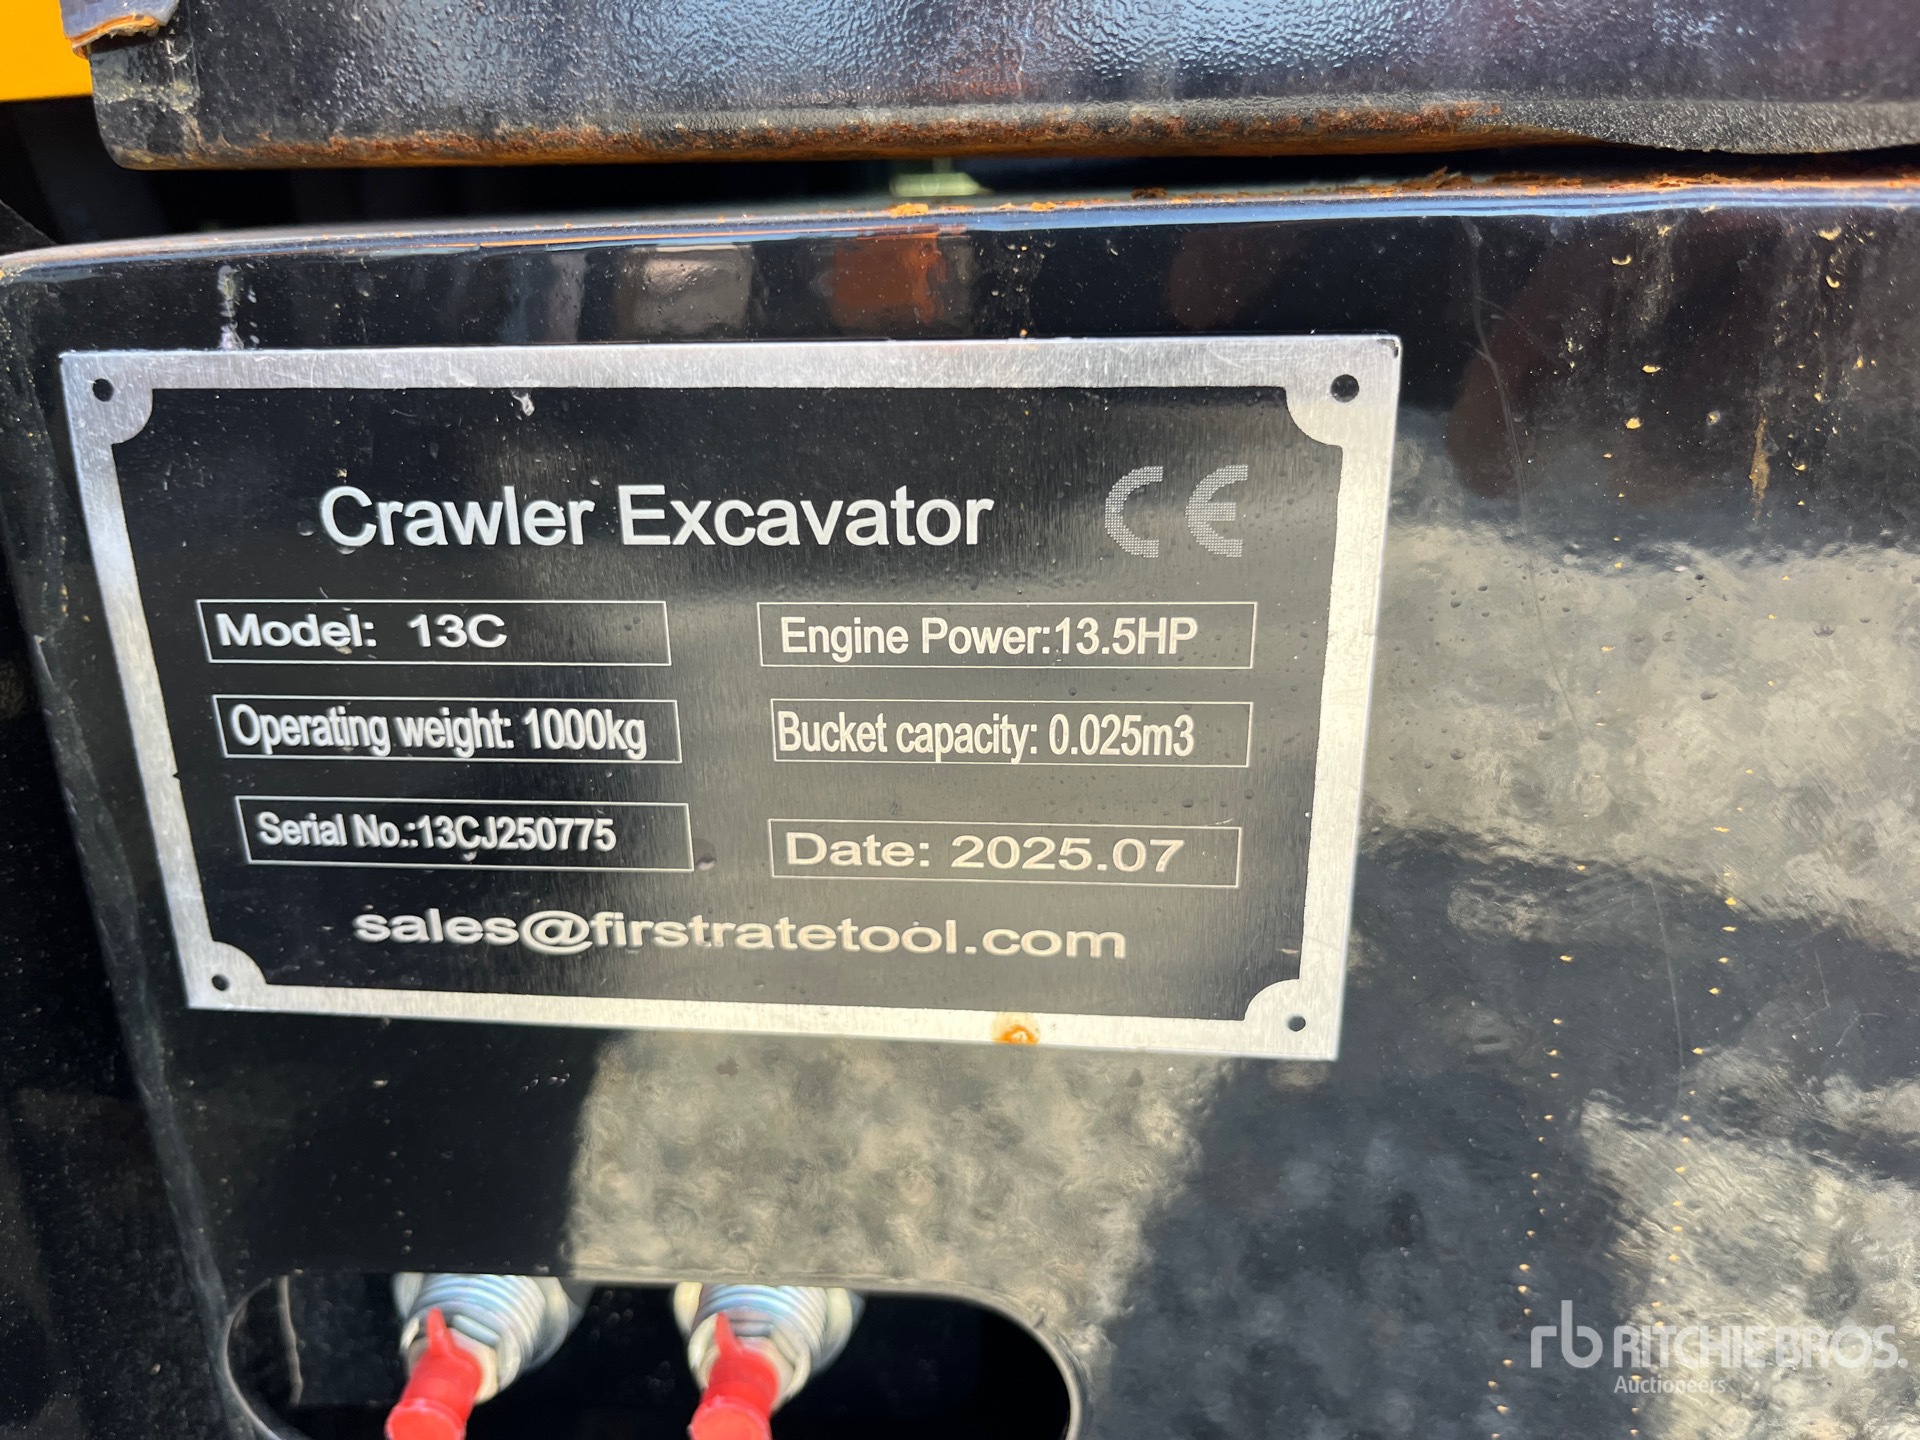 Crawler Excavator CE
Model: 13C
Engine Power:13.5HP
Operating weight: 1000kg
Bucket capacity: 0.025m3
Serial No.:13CJ250775
Date: 2025.07
sales@firstratetool.com
rb RITCHIE BROS.
Auctioneers